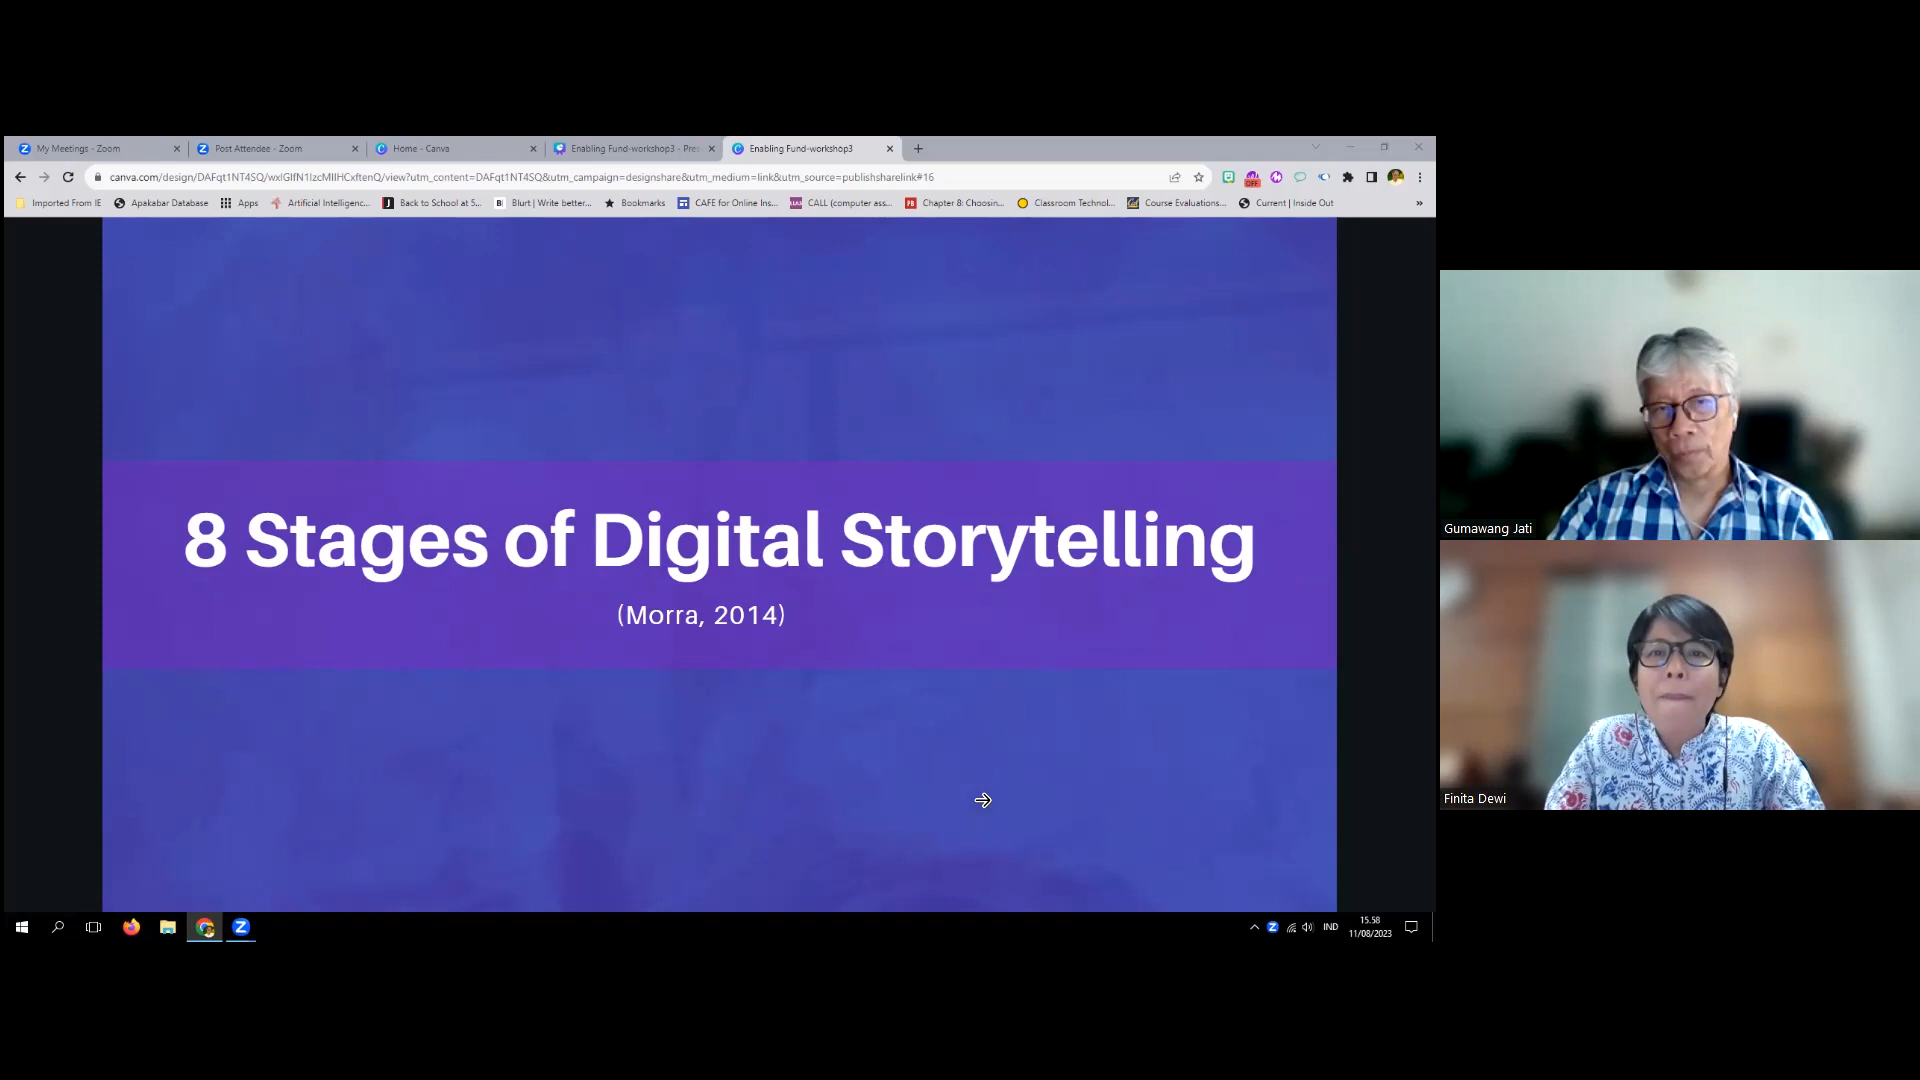 My Meetings - Zoom
Post Attendee - Zoom
Home - Canva
Enabling Fund-workshop3 - Pres
Enabling Fund-workshop3
canva.com/design/DAFqt1NT4SQ/wxIGIfN1IzcMIIHCxftenQ/view?utm_content=DAFqt1NT4SQ&utm_campaign=designshare&utm_medium=link&utm_source=publishsharelink#16
OFF
Imported From IE
Apakabar Database
Apps
Artificial Intelligenc...
Back to School at 5...
Blurt | Write better...
Bookmarks
CAFE for Online Ins...
CALL (computer ass...
Chapter 8: Choosin...
Classroom Technol...
Course Evaluations...
Current | Inside Out
8 Stages of Digital Storytelling
(Morra, 2014)
Gumawang Jati
Finita Dewi
IND
15.58
11/08/2023